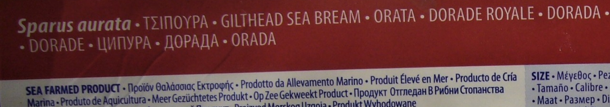 Sparus aurata • ΤΣΙΠΟΥΡΑ • GILTHEAD SEA BREAM • ORATA • DORADE ROYALE • DORADA •
• DORADE • ЦИПУРА • ДОРАДА • ORADA
SEA FARMED PRODUCT • Προϊόν Θαλάσσιας Εκτροφής • Prodotto da Allevamento Marino • Produit Élevé en Mer • Producto de Cría
Marina • Produto de Aquicultura • Meer Gezüchtetes Produkt • Op Zee Gekweekt Product • Продукт Отгледан В Рибни Стопанства
Produkt Wyhodowane
SIZE • Μέγεθος •
• Tamaño • Calibre
• Maat • Размер •